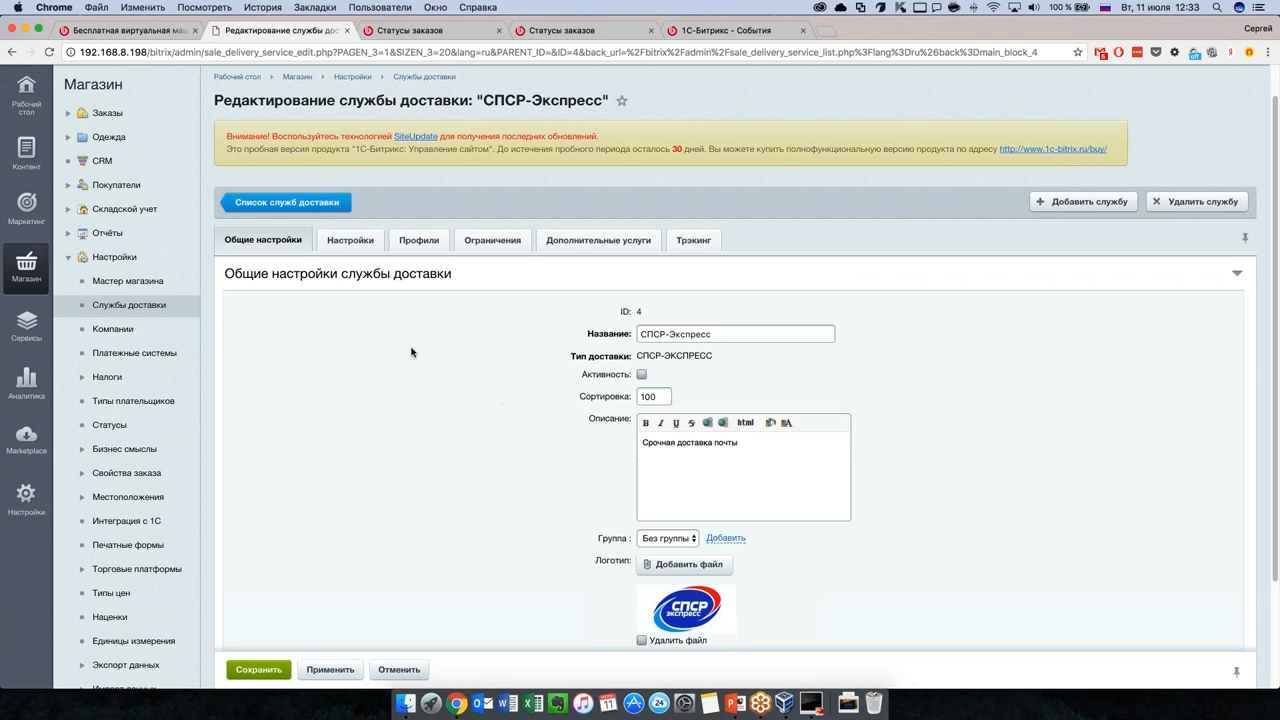 Chrome Файл Изменить Посмотреть История Закладки Пользователи Окно Справка
100 % Вт, 11 июля 12:33
Бесплатная виртуальная маш
Редактирование службы дос
Статусы заказов
Статусы заказов
1С-Битрикс - События
Сергей
192.168.8.198/bitrix/admin/sale_delivery_service_edit.php?PAGEN_3=1&SIZEN_3=20&lang=ru&PARENT_ID=&ID=4&back_url=%2Fbitrix%2Fadmin%2Fsale_delivery_service_list.php%3Flang%3Dru%26back%3Dmain_block_4
Рабочий стол
Контент
Маркетинг
Магазин
Сервисы
Аналитика
Marketplace
Настройки
Магазин
Заказы
Одежда
CRM
Покупатели
Складской учет
Отчёты
Настройки
Мастер магазина
Службы доставки
Компании
Платежные системы
Налоги
Типы плательщиков
Статусы
Бизнес смыслы
Свойства заказа
Местоположения
Интеграция с 1С
Печатные формы
Торговые платформы
Типы цен
Наценки
Единицы измерения
Экспорт данных
Рабочий стол Магазин Настройки Службы доставки
Редактирование службы доставки: "СПСР-Экспресс"
Внимание! Воспользуйтесь технологией SiteUpdate для получения последних обновлений.
Это пробная версия продукта "1С-Битрикс: Управление сайтом". До истечения пробного периода осталось 30 дней. Вы можете купить полнофункциональную версию продукта по адресу http://www.1c-bitrix.ru/buy/
Список служб доставки
Добавить службу
Удалить службу
Общие настройки Настройки Профили Ограничения Дополнительные услуги Трэкинг
Общие настройки службы доставки
ID: 4
Название: СПСР-Экспресс
Тип доставки: СПСР-ЭКСПРЕСС
Активность:
Сортировка: 100
Описание: B I U S html
Срочная доставка почты
Группа : Без группы Добавить
Логотип: Добавить файл
СПСР
экспресс
Удалить файл
Сохранить Применить Отменить